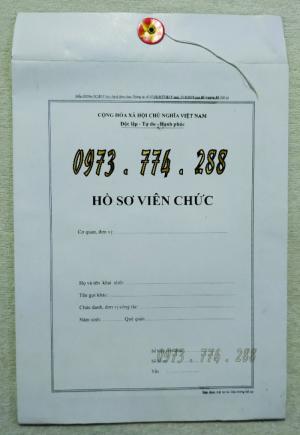 CỘNG HÒA XÃ HỘI CHỦ NGHĨA VIỆT NAM
Độc lập - Tự do - Hạnh phúc
0973 . 774 . 288
HỒ SƠ VIÊN CHỨC
Cơ quan, đơn vị
Họ và tên khai sinh:
Tên gọi khác:
Chức danh, đơn vị công tác:
Năm sinh: Quê quán:
0973 . 774 . 288